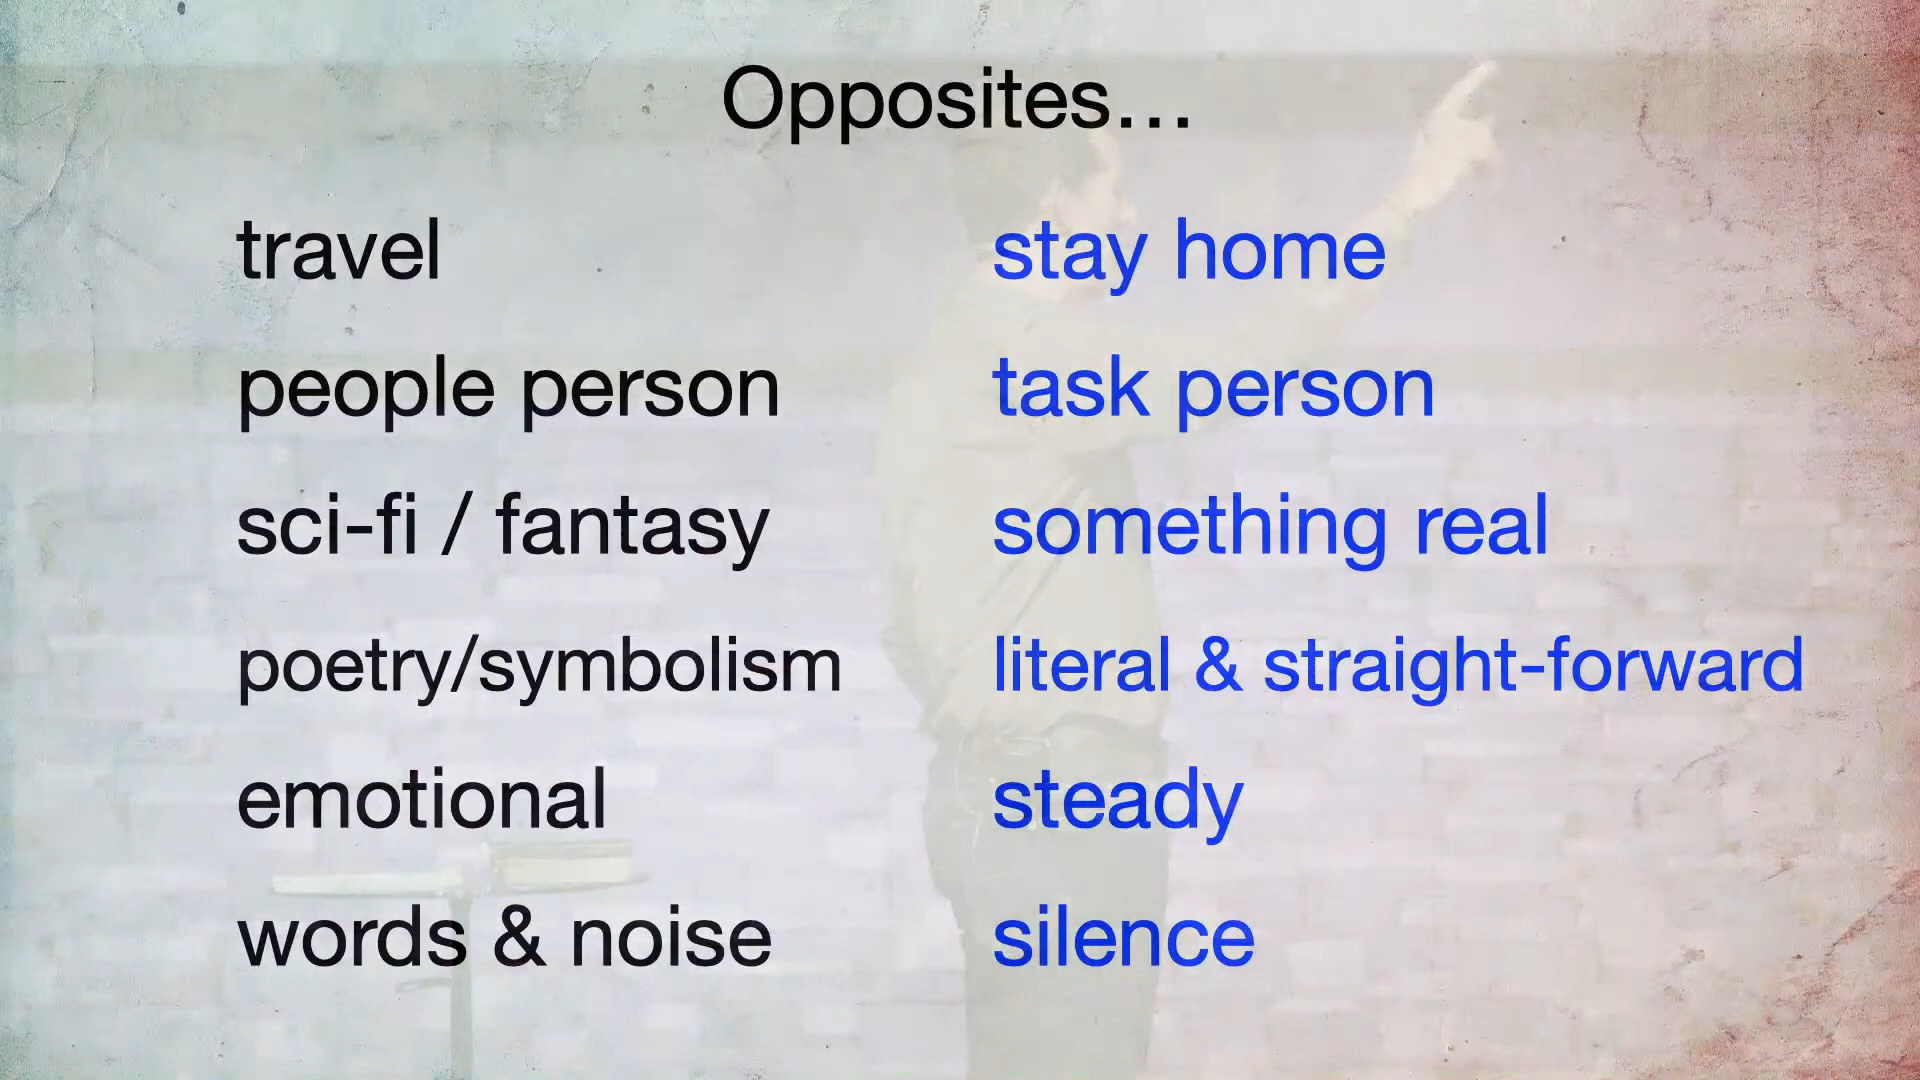 Opposites…
travel
stay home
people person
task person
sci-fi / fantasy
something real
poetry/symbolism
literal & straight-forward
emotional
steady
words & noise
silence